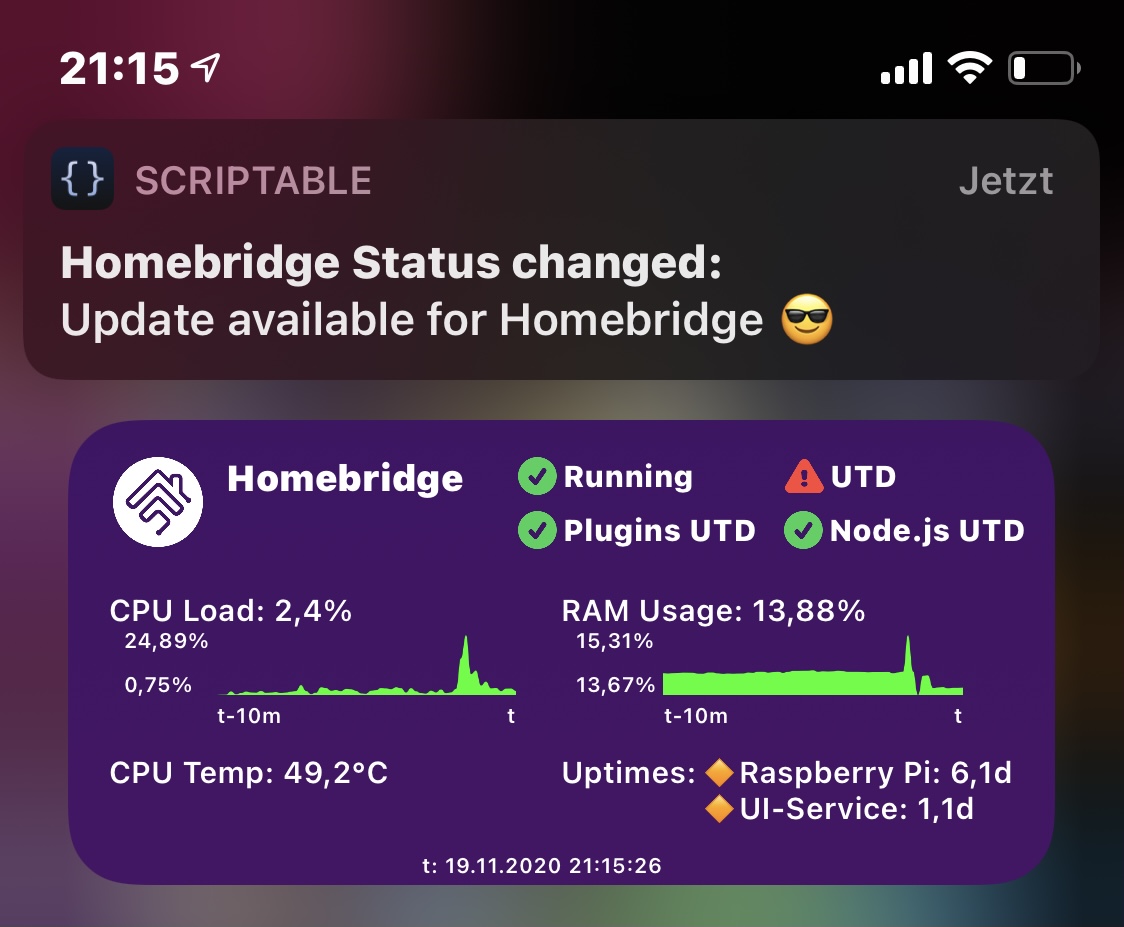 21:15
{} SCRIPTABLE Jetzt
Homebridge Status changed:
Update available for Homebridge 😎
Homebridge Running UTD
Plugins UTD Node.js UTD
CPU Load: 2,4% RAM Usage: 13,88%
24,89% 15,31%
0,75% 13,67%
t-10m t t-10m t
CPU Temp: 49,2°C Uptimes: 🔸Raspberry Pi: 6,1d
🔸UI-Service: 1,1d
t: 19.11.2020 21:15:26